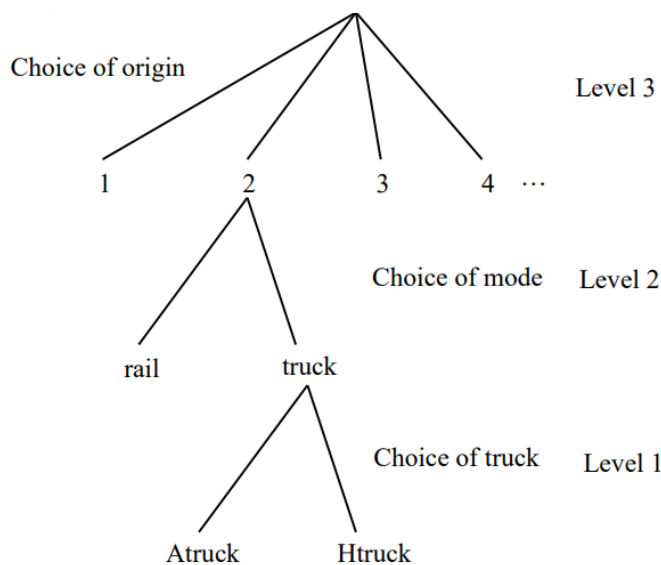 Choice of origin
Level 3
1 2 3 4 ⋯
Choice of mode Level 2
rail truck
Choice of truck Level 1
Atruck Htruck